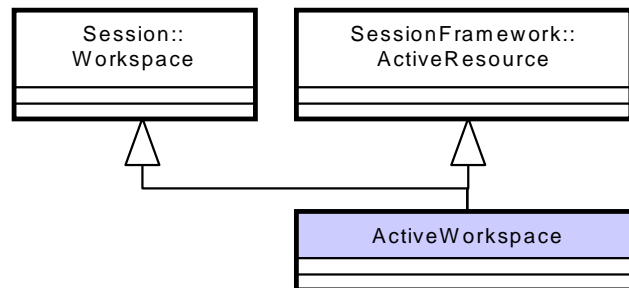 Session::
Workspace
SessionFramework::
ActiveResource
ActiveWorkspace